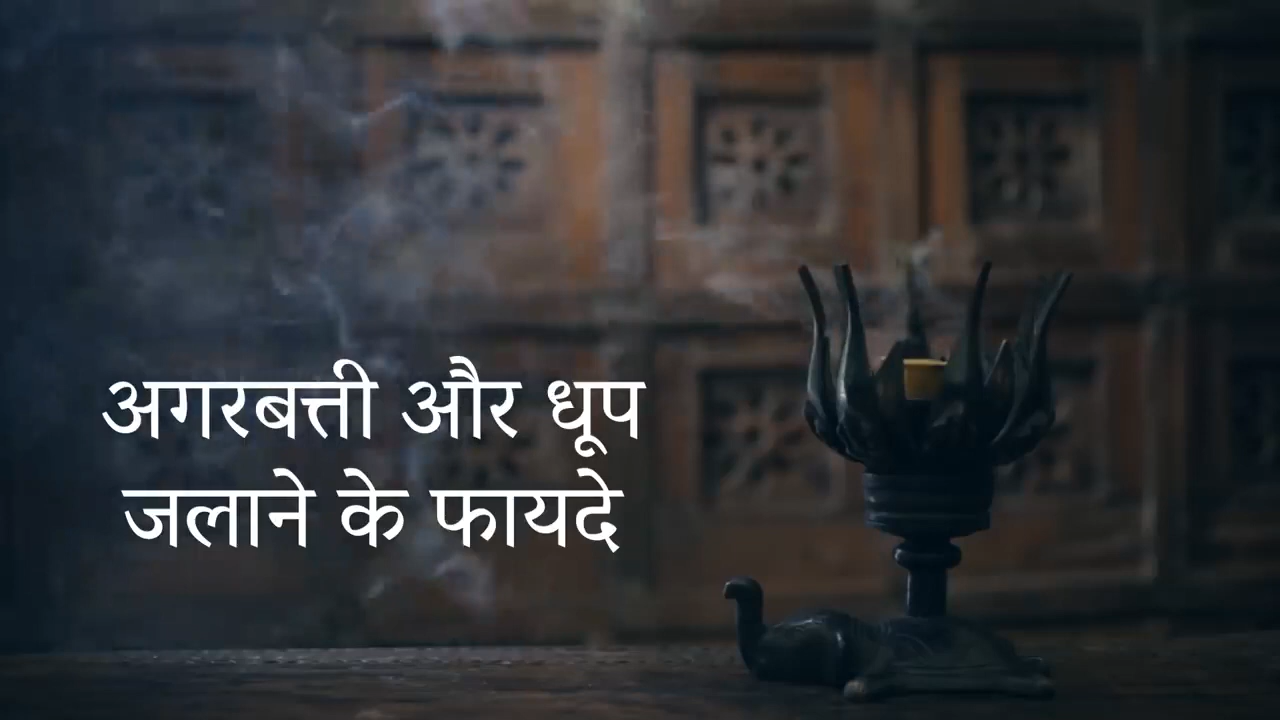 अगरबत्ती और धूप
जलाने के फायदे